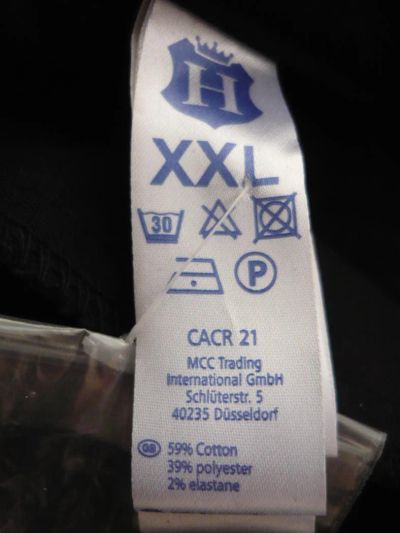 H
XXL
30
P
CACR 21
MCC Trading
International GmbH
Schlüterstr. 5
40235 Düsseldorf
GB 59% Cotton
39% polyester
2% elastane